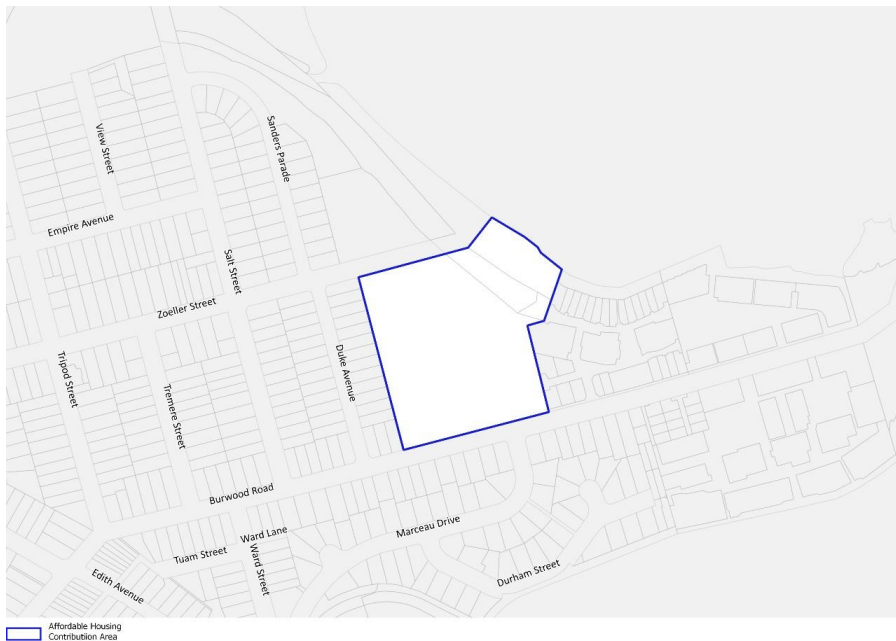 View Street
Sanders Parade
Empire Avenue
Salt Street
Zoeller Street
Tripod Street
Duke Avenue
Tremere Street
Burwood Road
Ward Lane
Marceau Drive
Tuam Street
Ward Street
Durham Street
Edith Avenue
Affordable Housing
Contributiion Area